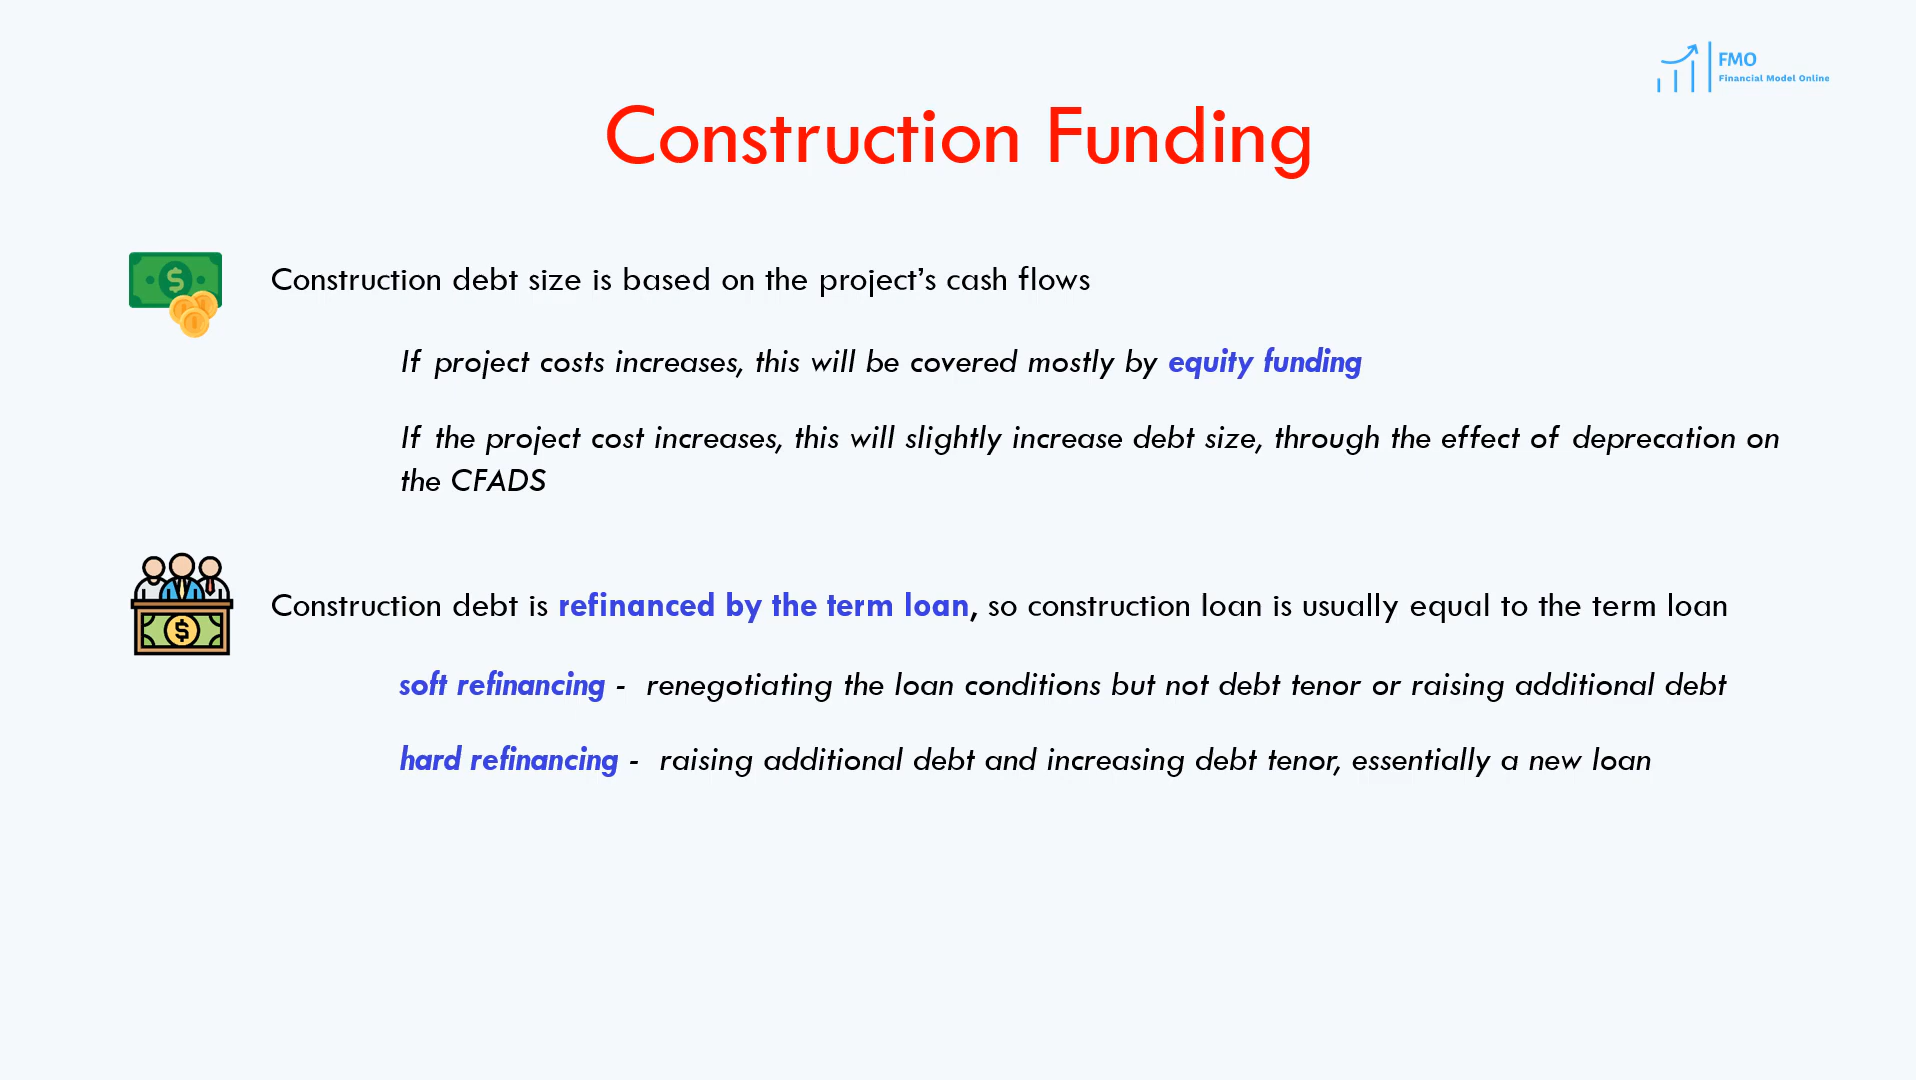 FMO
Financial Model Online
Construction Funding
Construction debt size is based on the project’s cash flows
If project costs increases, this will be covered mostly by equity funding
If the project cost increases, this will slightly increase debt size, through the effect of deprecation on
the CFADS
Construction debt is refinanced by the term loan, so construction loan is usually equal to the term loan
soft refinancing - renegotiating the loan conditions but not debt tenor or raising additional debt
hard refinancing - raising additional debt and increasing debt tenor, essentially a new loan